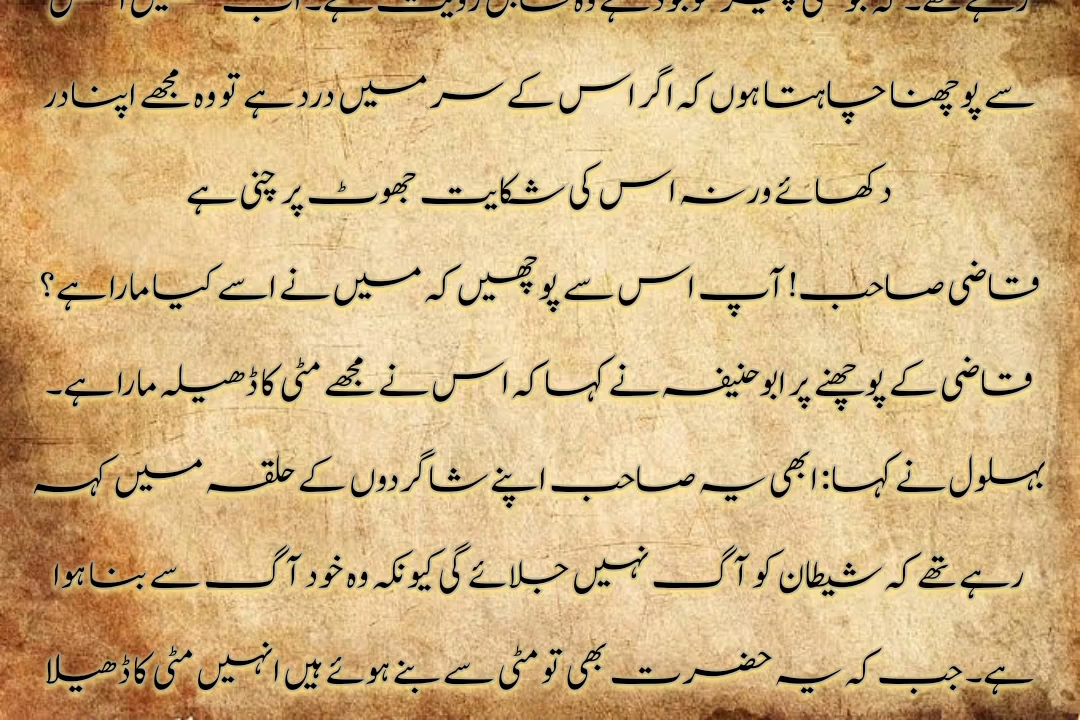 سے پوچھنا چاہتا ہوں کہ اگر اس کے سر میں درد ہے تو وہ مجھے اپنا در
دکھائے ورنہ اس کی شکایت جھوٹ پر چنی ہے
قاضی صاحب! آپ اس سے پوچھیں کہ میں نے اسے کیا مارا ہے؟
قاضی کے پوچھنے پر ابو حنیفہ نے کہا کہ اس نے مجھے مٹی کا ڈھیلہ مارا ہے۔
بہلول نے کہا: ابھی یہ صاحب اپنے شاگردوں کے حلقہ میں کہہ
رہے تھے کہ شیطان کو آگ نہیں جلائے گی کیونکہ وہ خود آگ سے بنا ہوا
ہے۔ جب کہ یہ حضرت بھی تو مٹی سے بنے ہوئے ہیں انہیں مٹی کا ڈھیلا